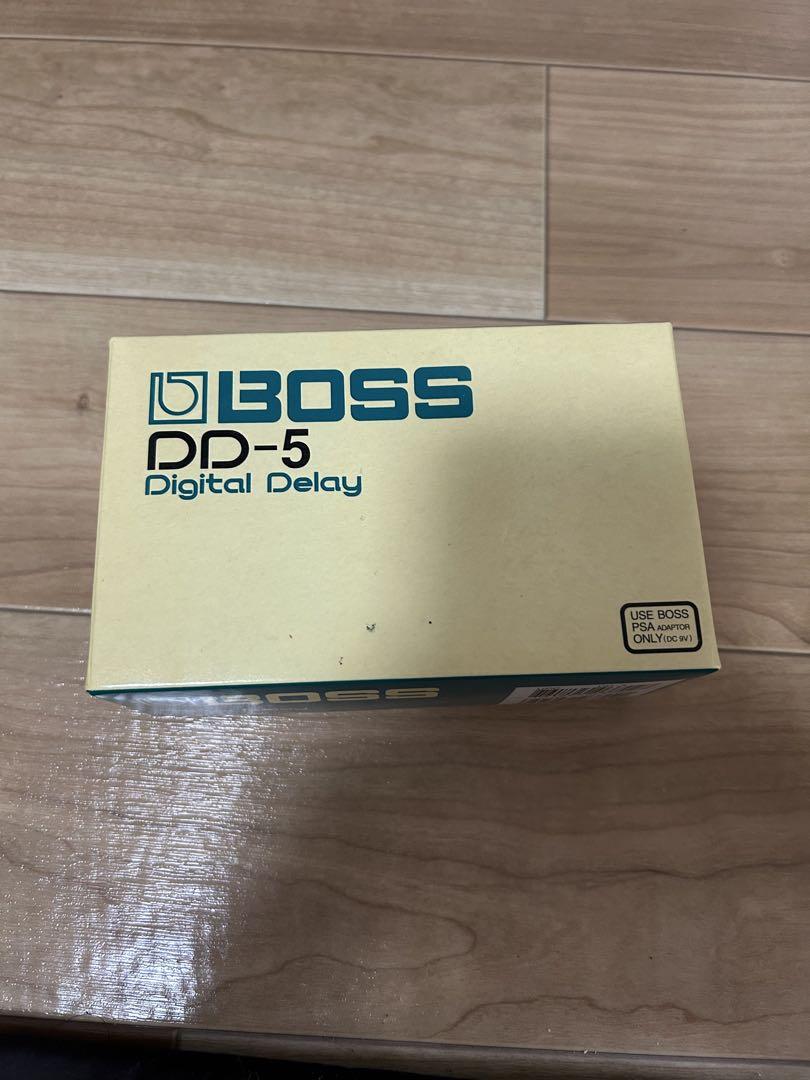 BOSS
DD-5
Digital Delay
USE BOSS
PSA ADAPTOR
ONLY (DC 9V)
BOSS